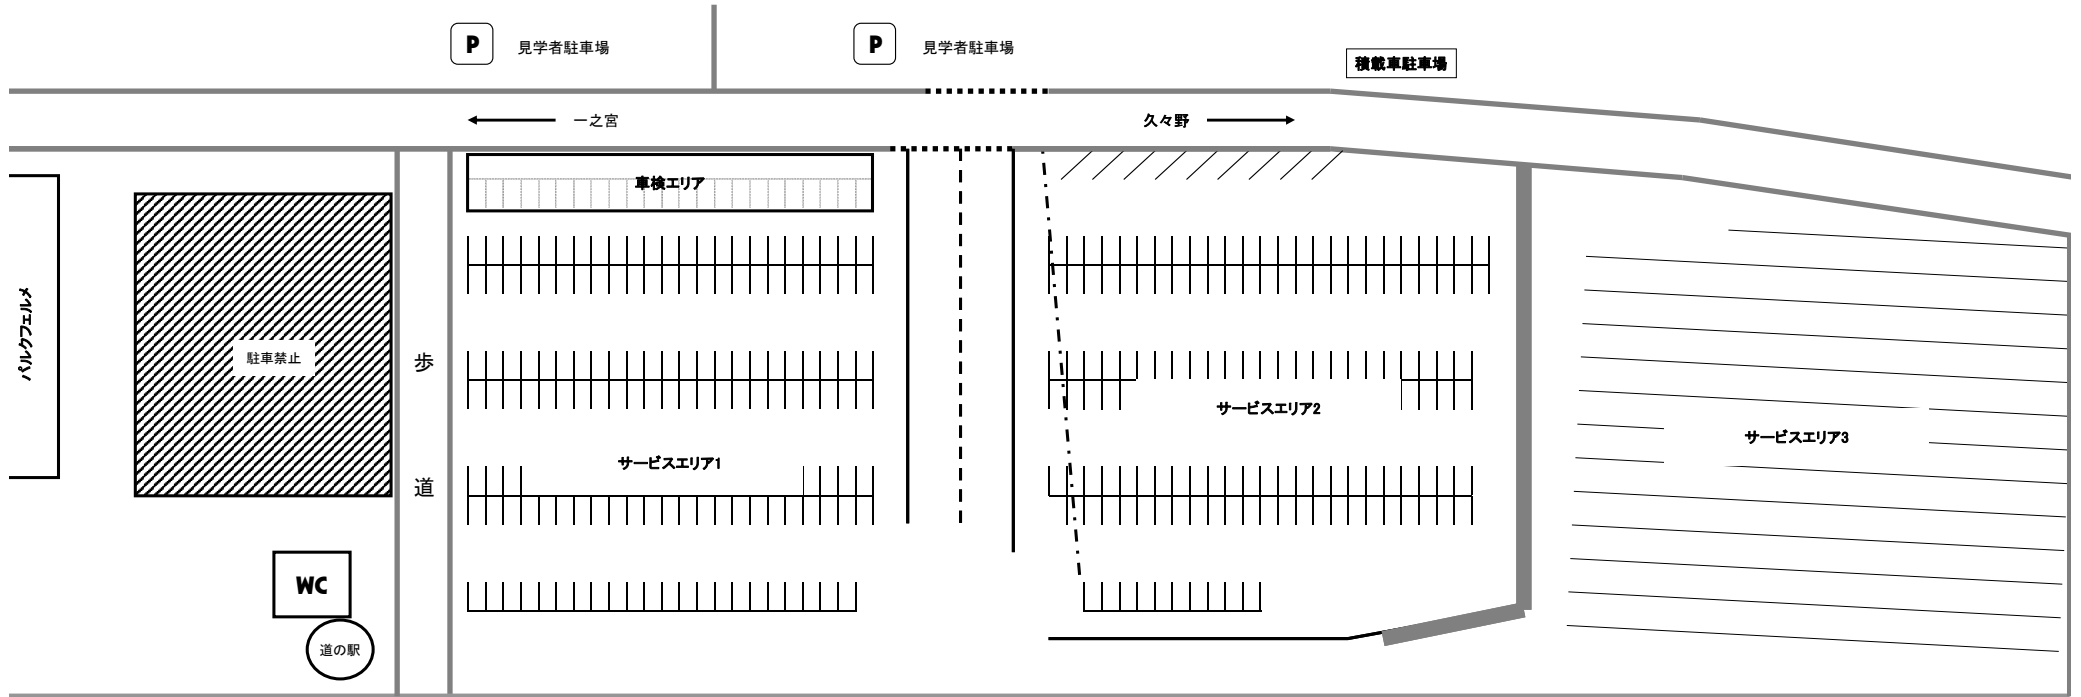 P 見学者駐車場
P 見学者駐車場
積載車駐車場
一之宮
久々野
車検エリア
パルクフェルメ
駐車禁止
歩
道
サービスエリア1
サービスエリア2
サービスエリア3
WC
道の駅